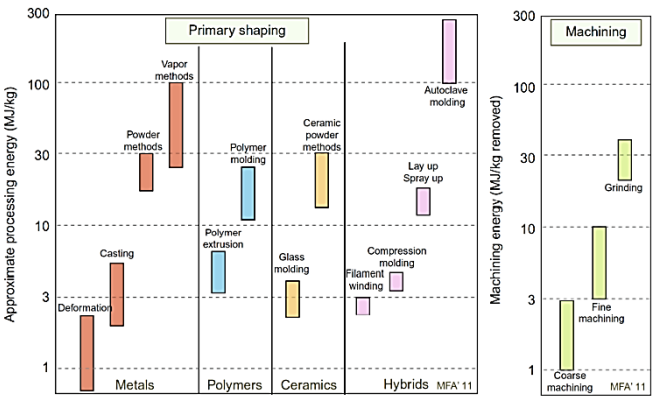 Primary shaping
Machining
300
100
30
10
3
1
Approximate processing energy (MJ/kg)
Deformation
Casting
Powder
methods
Vapor
methods
Polymer
extrusion
Polymer
molding
Glass
molding
Ceramic
powder
methods
Filament
winding
Compression
molding
Lay up
Spray up
Autoclave
molding
Metals
Polymers
Ceramics
Hybrids
MFA' 11
300
100
30
10
3
1
Machining energy (MJ/kg removed)
Coarse
machining
Fine
machining
Grinding
MFA' 11